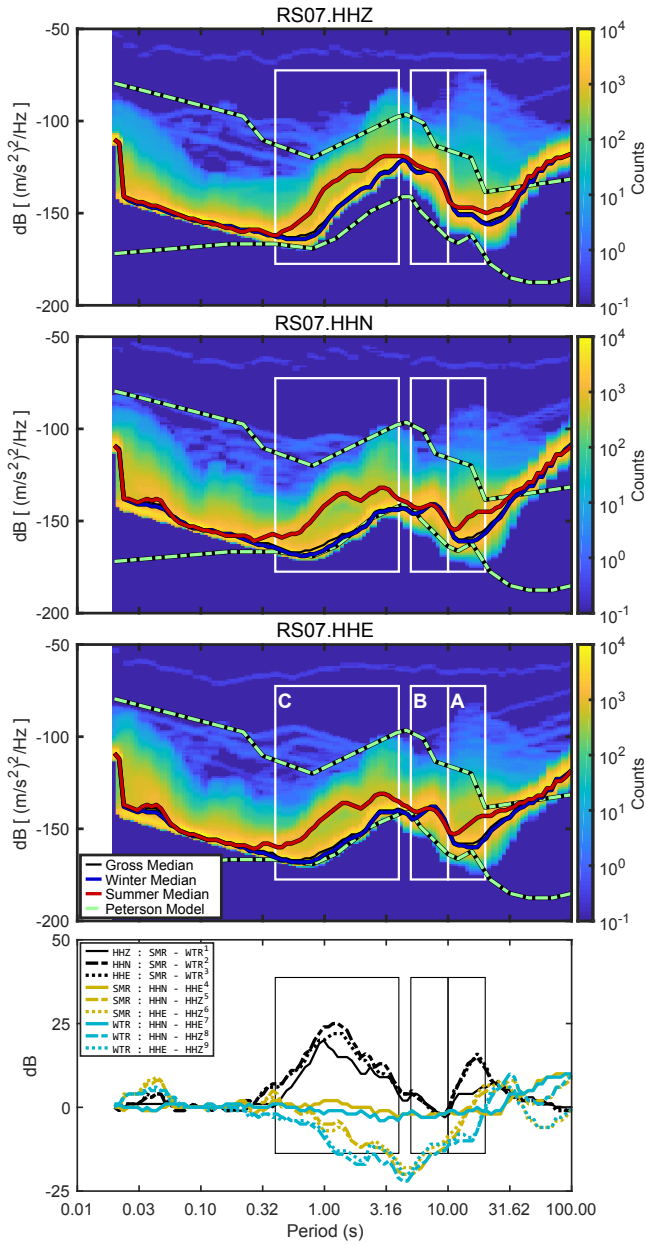 RS07.HHZ
-50
-100
-150
-200
dB [ (m/s²)²/Hz]
10⁴
10³
10²
10¹
10⁰
10⁻¹
Counts
RS07.HHN
-50
-100
-150
-200
dB [ (m/s²)²/Hz]
10⁴
10³
10²
10¹
10⁰
10⁻¹
Counts
RS07.HHE
-50
-100
-150
-200
dB [ (m/s²)²/Hz]
C B A
Gross Median
Winter Median
Summer Median
Peterson Model
10⁴
10³
10²
10¹
10⁰
10⁻¹
Counts
50
25
0
-25
dB
HHZ : SMR - WTR¹
HHN : SMR - WTR²
HHE : SMR - WTR³
SMR : HHN - HHE⁴
SMR : HHN - HHZ⁵
SMR : HHE - HHZ⁶
WTR : HHN - HHE⁷
WTR : HHN - HHZ⁸
WTR : HHE - HHZ⁹
0.01 0.03 0.10 0.32 1.00 3.16 10.00 31.62 100.00
Period (s)